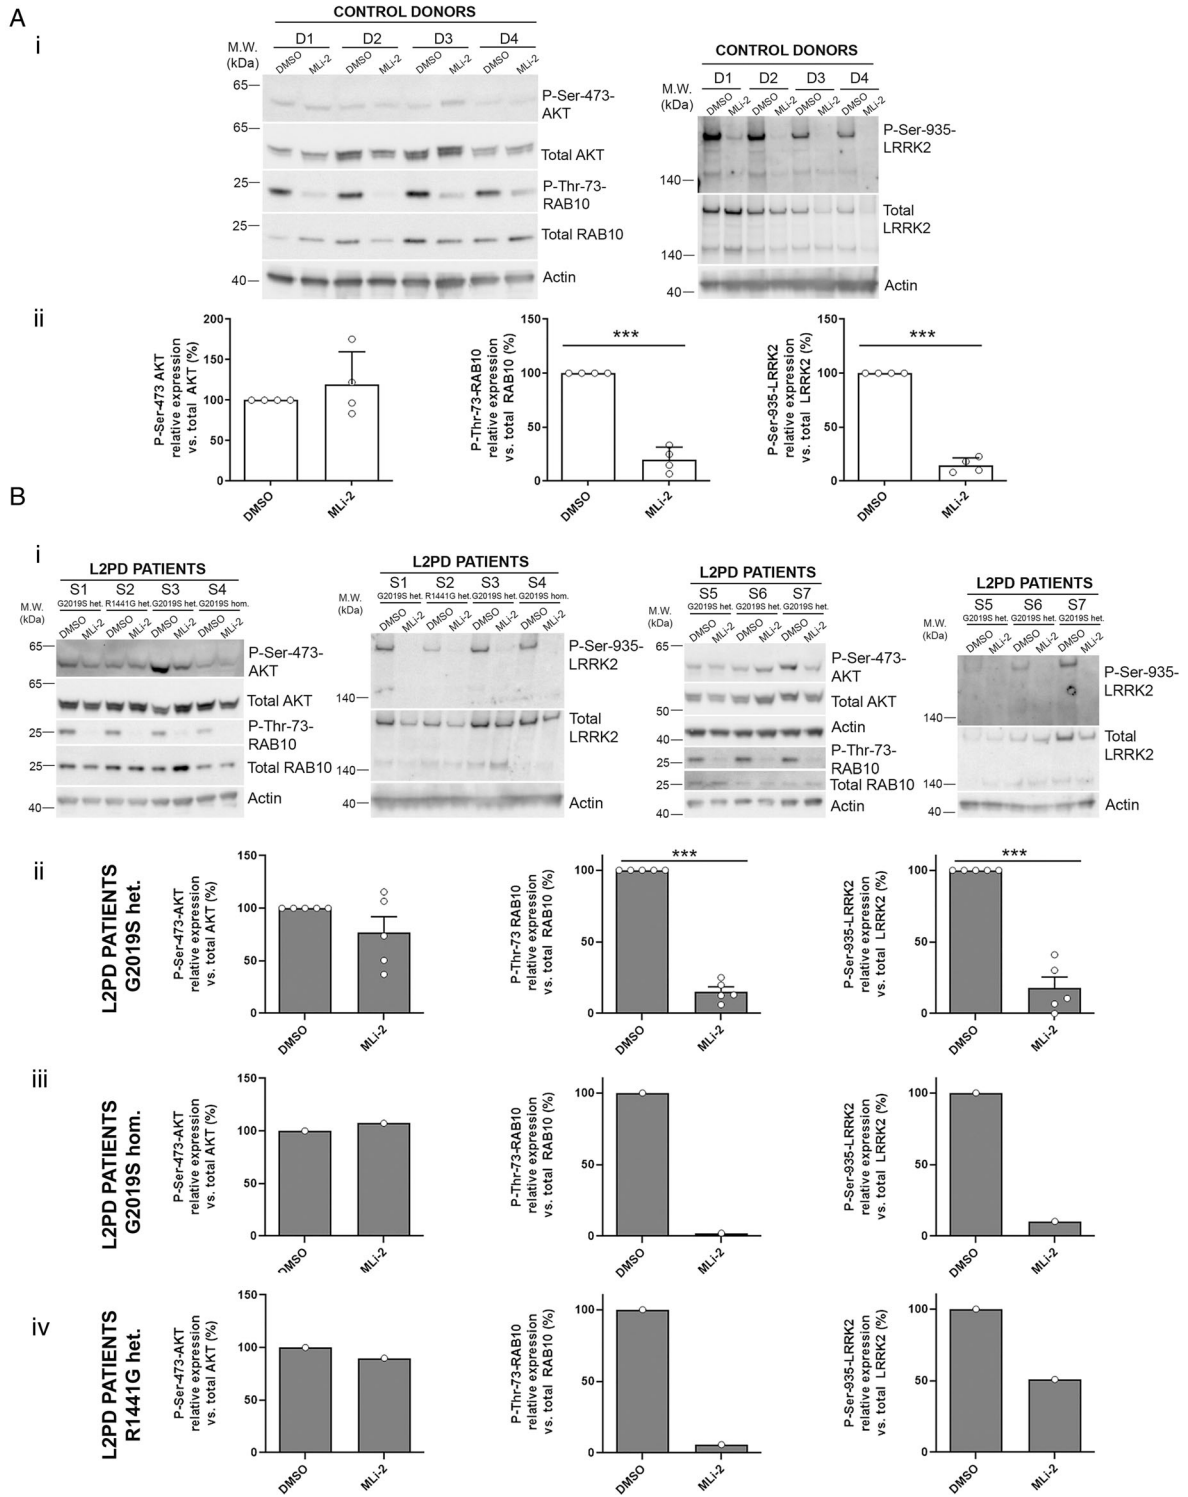 A
i
CONTROL DONORS
D1 D2 D3 D4
M.W.
(kDa)
DMSO MLi-2 DMSO MLi-2 DMSO MLi-2 DMSO MLi-2
65
P-Ser-473-
AKT
65
Total AKT
25
P-Thr-73-
RAB10
25
Total RAB10
40
Actin
CONTROL DONORS
D1 D2 D3 D4
M.W.
(kDa)
DMSO MLi-2 DMSO MLi-2 DMSO MLi-2 DMSO MLi-2
P-Ser-935-
LRRK2
140
Total
LRRK2
140
40
Actin
ii
P-Ser-473 AKT
relative expression
vs. total AKT (%)
200
150
100
50
0
DMSO MLi-2
P-Thr-73-RAB10
relative expression
vs. total RAB10 (%)
150
100
50
0
***
DMSO MLi-2
P-Ser-935-LRRK2
relative expression
vs. total LRRK2 (%)
150
100
50
0
***
DMSO MLi-2
B
i
L2PD PATIENTS
S1 S2 S3 S4
G2019S het. R1441G het. G2019S het. G2019S hom.
M.W.
(kDa)
DMSO MLi-2 DMSO MLi-2 DMSO MLi-2 DMSO MLi-2
65
P-Ser-473-
AKT
65
Total AKT
25
P-Thr-73-
RAB10
25
Total RAB10
40
Actin
L2PD PATIENTS
S1 S2 S3 S4
G2019S het. R1441G het. G2019S het. G2019S hom.
M.W.
(kDa)
DMSO MLi-2 DMSO MLi-2 DMSO MLi-2 DMSO MLi-2
P-Ser-935-
LRRK2
140
Total
LRRK2
140
40
Actin
L2PD PATIENTS
S5 S6 S7
G2019S het. G2019S het. G2019S het.
M.W.
(kDa)
DMSO MLi-2 DMSO MLi-2 DMSO MLi-2
65
P-Ser-473-
AKT
Total AKT
50
Actin
40
P-Thr-73-
RAB10
25
Total RAB10
25
Actin
40
L2PD PATIENTS
S5 S6 S7
G2019S het. G2019S het. G2019S het.
M.W.
(kDa)
DMSO MLi-2 DMSO MLi-2 DMSO MLi-2
P-Ser-935-
LRRK2
140
Total
LRRK2
140
40
Actin
ii
L2PD PATIENTS
G2019S het.
P-Ser-473-AKT
relative expression
vs. total AKT (%)
150
100
50
0
DMSO MLi-2
P-Thr-73 RAB10
relative expression
vs. total RAB10 (%)
100
50
0
***
DMSO MLi-2
P-Ser-935-LRRK2
relative expression
vs. total LRRK2 (%)
100
50
0
***
DMSO MLi-2
iii
L2PD PATIENTS
G2019S hom.
P-Ser-473-AKT
relative expression
vs. total AKT (%)
150
100
50
0
DMSO MLi-2
P-Thr-73-RAB10
relative expression
vs. total RAB10 (%)
100
50
0
DMSO MLi-2
P-Ser-935-LRRK2
relative expression
vs. total LRRK2 (%)
100
50
0
DMSO MLi-2
iv
L2PD PATIENTS
R1441G het.
P-Ser-473-AKT
relative expression
vs. total AKT (%)
150
100
50
0
DMSO MLi-2
P-Thr-73-RAB10
relative expression
vs. total RAB10 (%)
100
50
0
DMSO MLi-2
P-Ser-935-LRRK2
relative expression
vs. total LRRK2 (%)
100
50
0
DMSO MLi-2